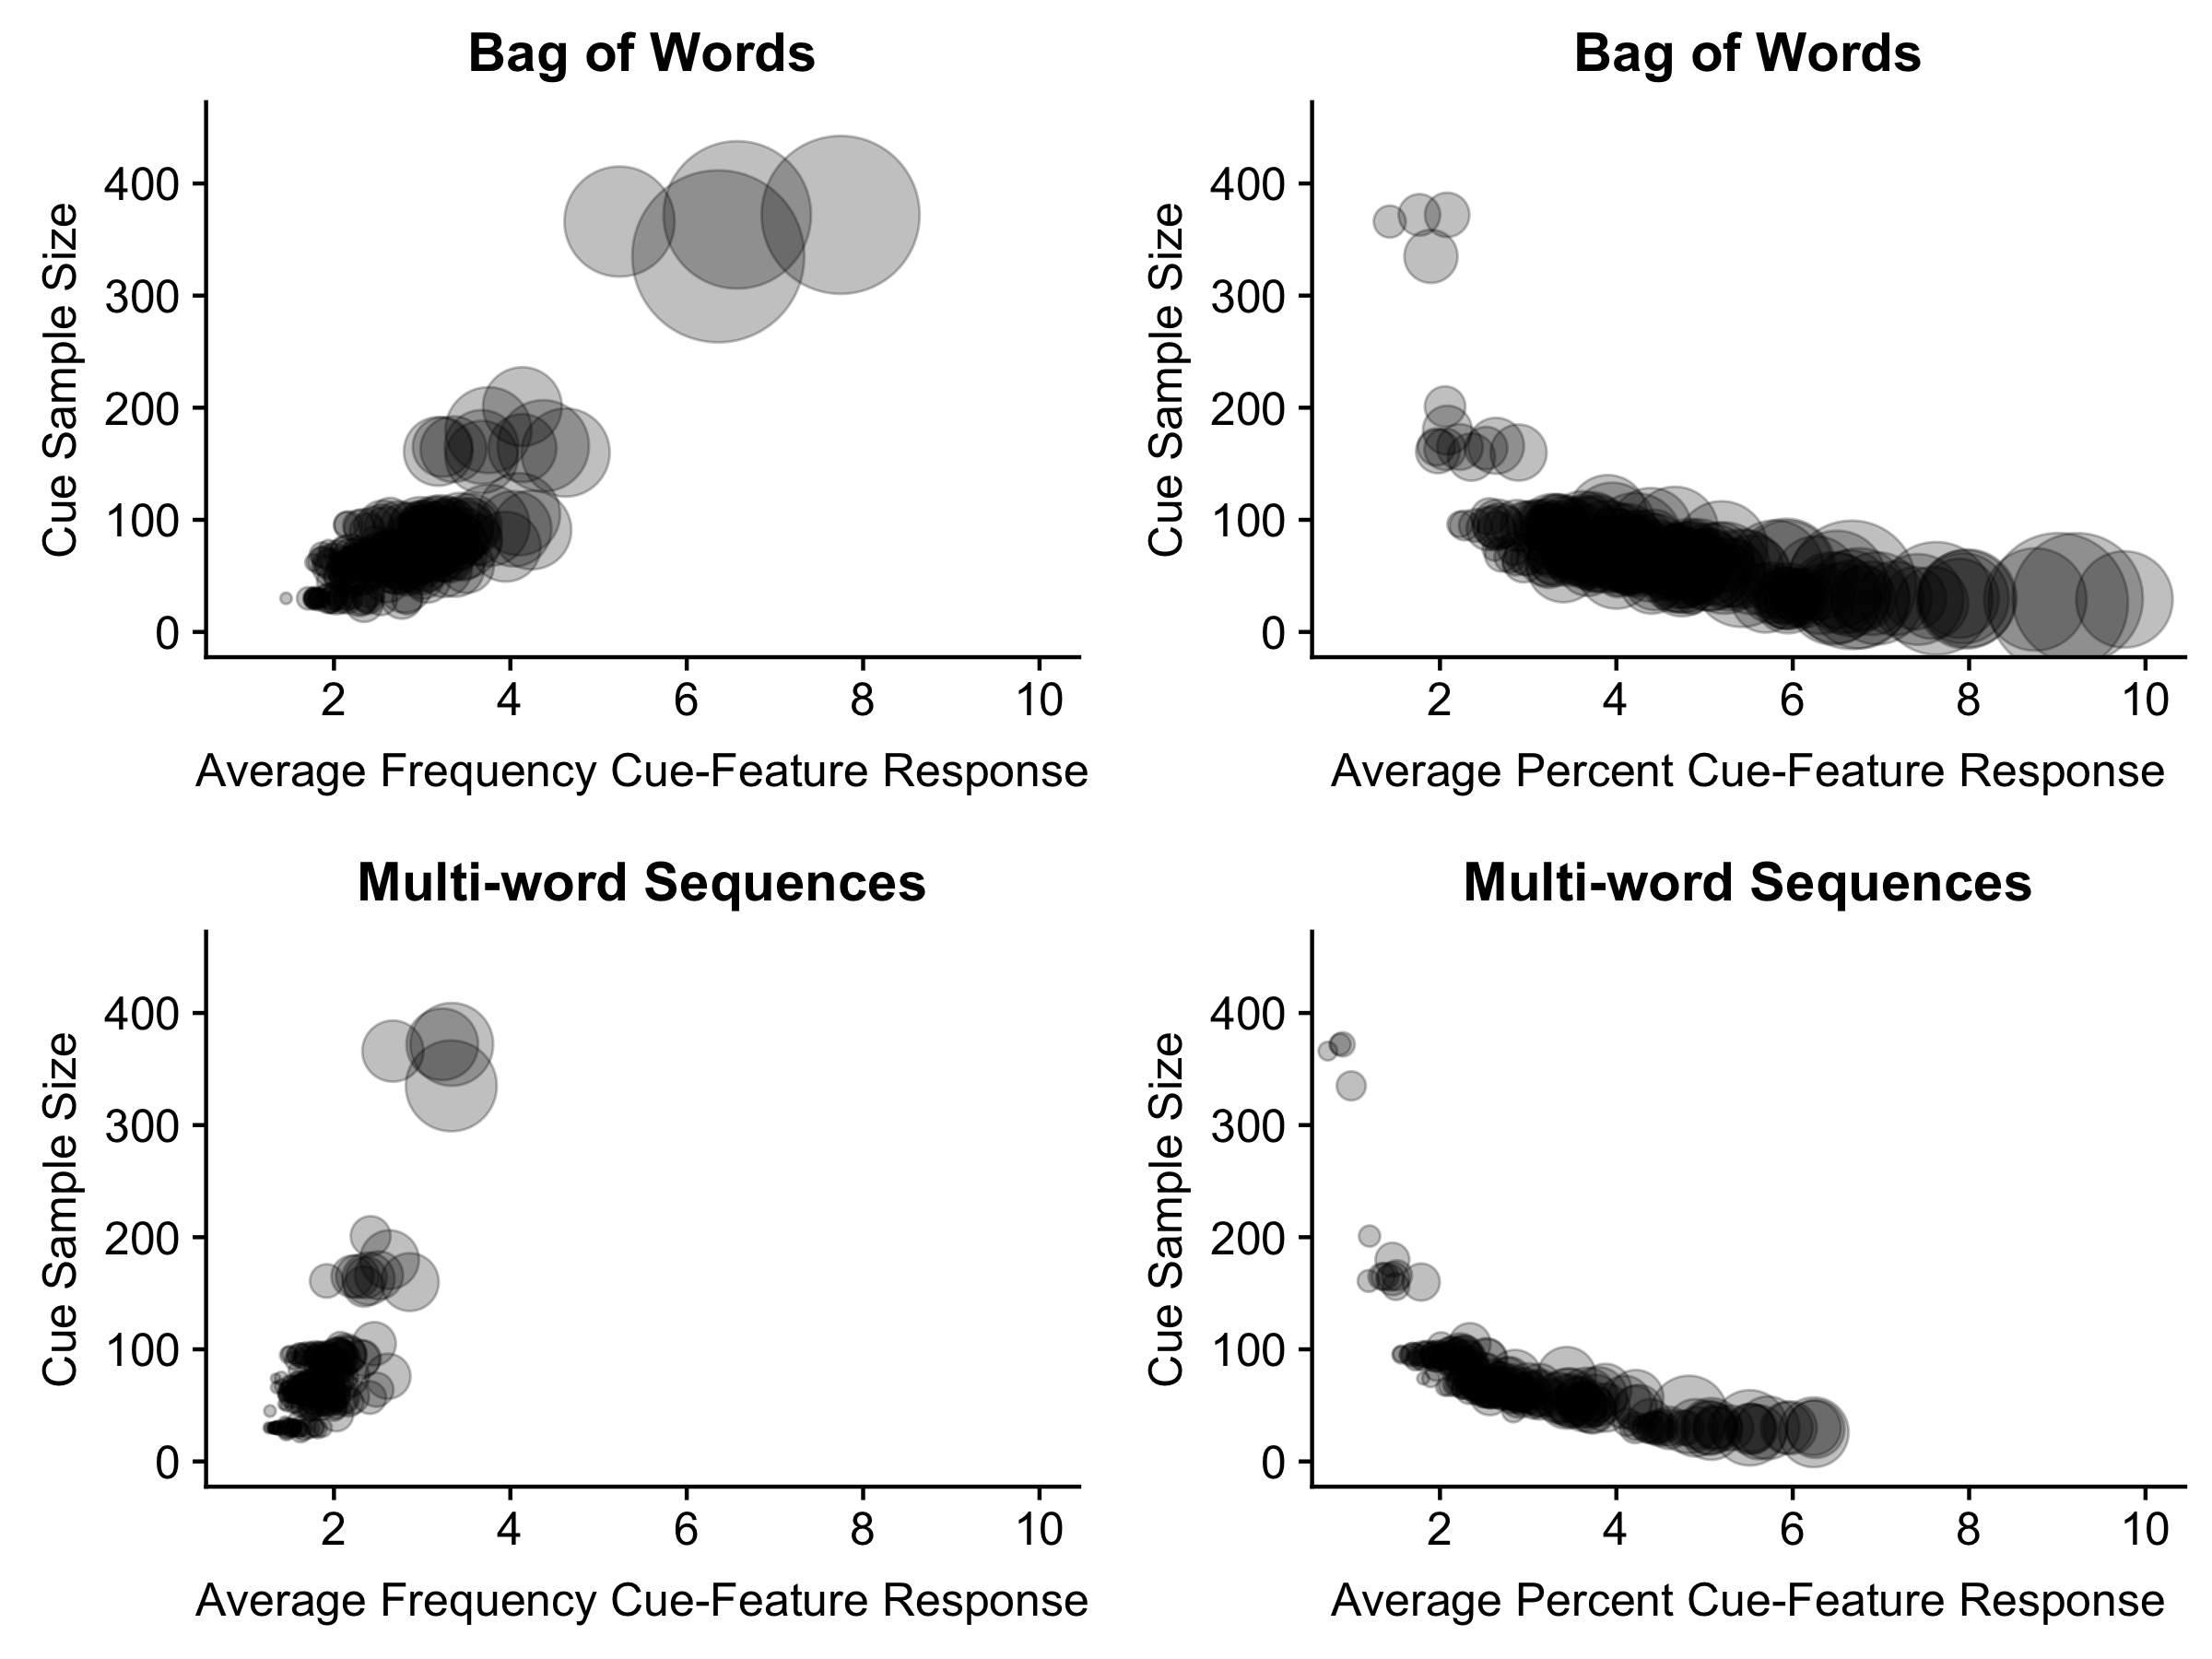 Bag of Words
Cue Sample Size
400
300
200
100
0
2 4 6 8 10
Average Frequency Cue-Feature Response
Bag of Words
Cue Sample Size
400
300
200
100
0
2 4 6 8 10
Average Percent Cue-Feature Response
Multi-word Sequences
Cue Sample Size
400
300
200
100
0
2 4 6 8 10
Average Frequency Cue-Feature Response
Multi-word Sequences
Cue Sample Size
400
300
200
100
0
2 4 6 8 10
Average Percent Cue-Feature Response